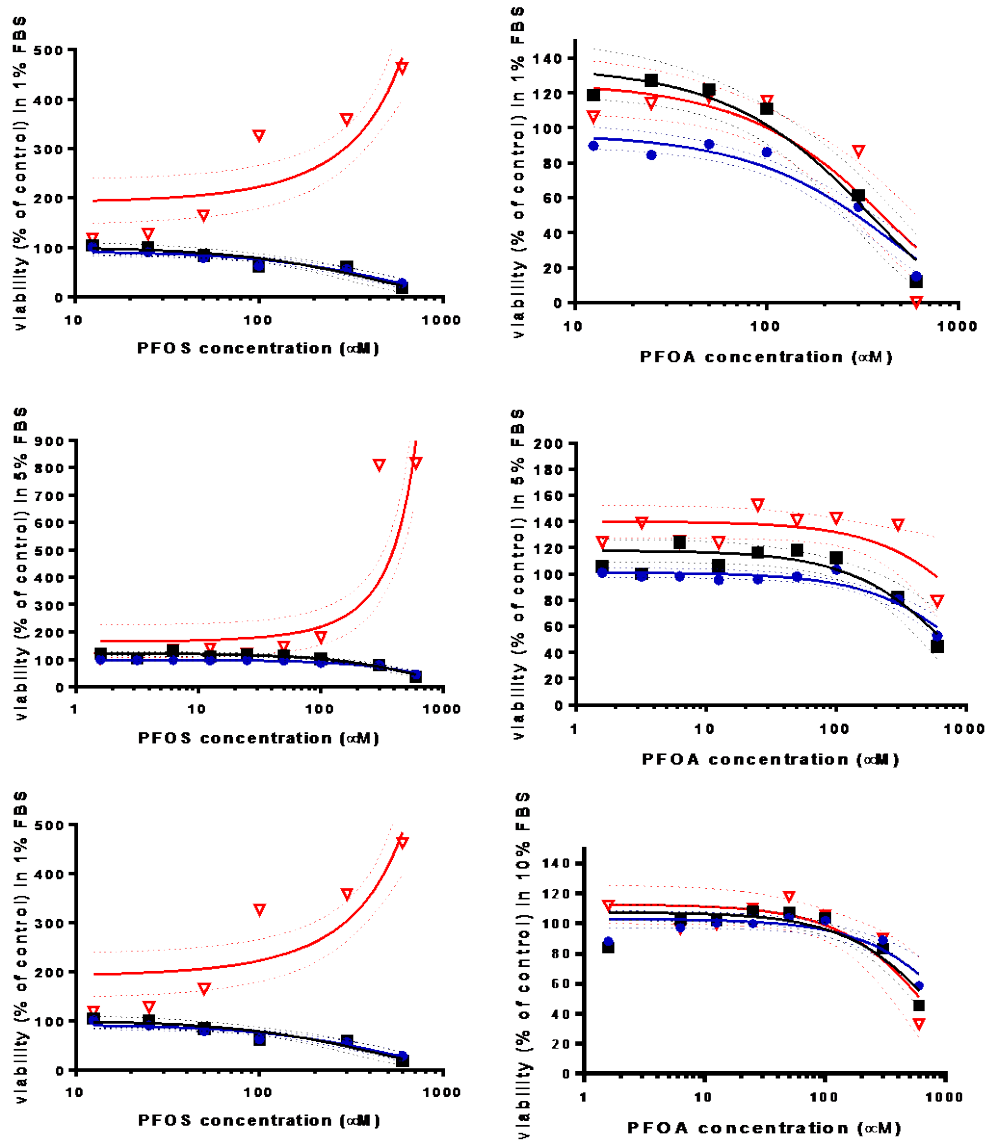 viability (% of control) in 1% FBS
500
400
300
200
100
0
10 100 1000
PFOS concentration (∝M)
viability (% of control) in 1% FBS
140
120
100
80
60
40
20
0
10 100 1000
PFOA concentration (∝M)
viability (% of control) in 5% FBS
900
800
700
600
500
400
300
200
100
0
1 10 100 1000
PFOS concentration (∝M)
viability (% of control) in 5% FBS
200
180
160
140
120
100
80
60
40
20
0
1 10 100 1000
PFOA concentration (∝M)
viability (% of control) in 1% FBS
500
400
300
200
100
0
10 100 1000
PFOS concentration (∝M)
viability (% of control) in 10% FBS
140
120
100
80
60
40
20
0
1 10 100 1000
PFOA concentration (∝M)